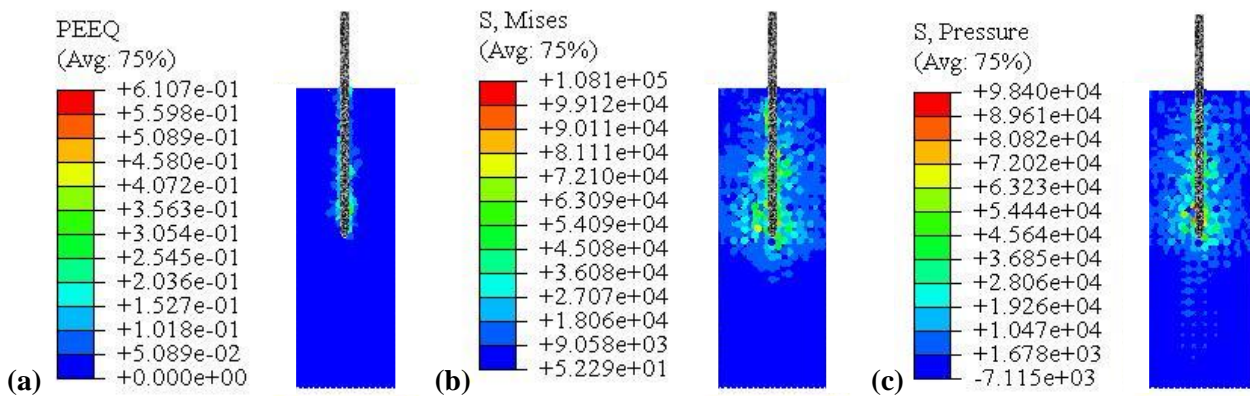 PEEQ
(Avg: 75%)
+6.107e-01
+5.598e-01
+5.089e-01
+4.580e-01
+4.072e-01
+3.563e-01
+3.054e-01
+2.545e-01
+2.036e-01
+1.527e-01
+1.018e-01
+5.089e-02
+0.000e+00
(a)
S, Mises
(Avg: 75%)
+1.081e+05
+9.912e+04
+9.011e+04
+8.111e+04
+7.210e+04
+6.309e+04
+5.409e+04
+4.508e+04
+3.608e+04
+2.707e+04
+1.806e+04
+9.058e+03
+5.229e+01
(b)
S, Pressure
(Avg: 75%)
+9.840e+04
+8.961e+04
+8.082e+04
+7.202e+04
+6.323e+04
+5.444e+04
+4.564e+04
+3.685e+04
+2.806e+04
+1.926e+04
+1.047e+04
+1.678e+03
-7.115e+03
(c)